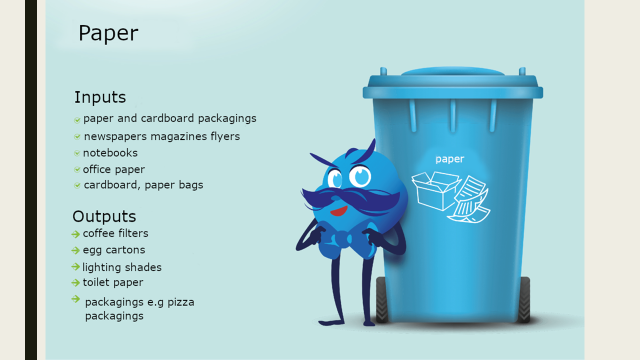 Paper
Inputs
paper and cardboard packagings
newspapers magazines flyers
notebooks
office paper
cardboard, paper bags
Outputs
coffee filters
egg cartons
lighting shades
toilet paper
packagings e.g pizza
packagings
paper